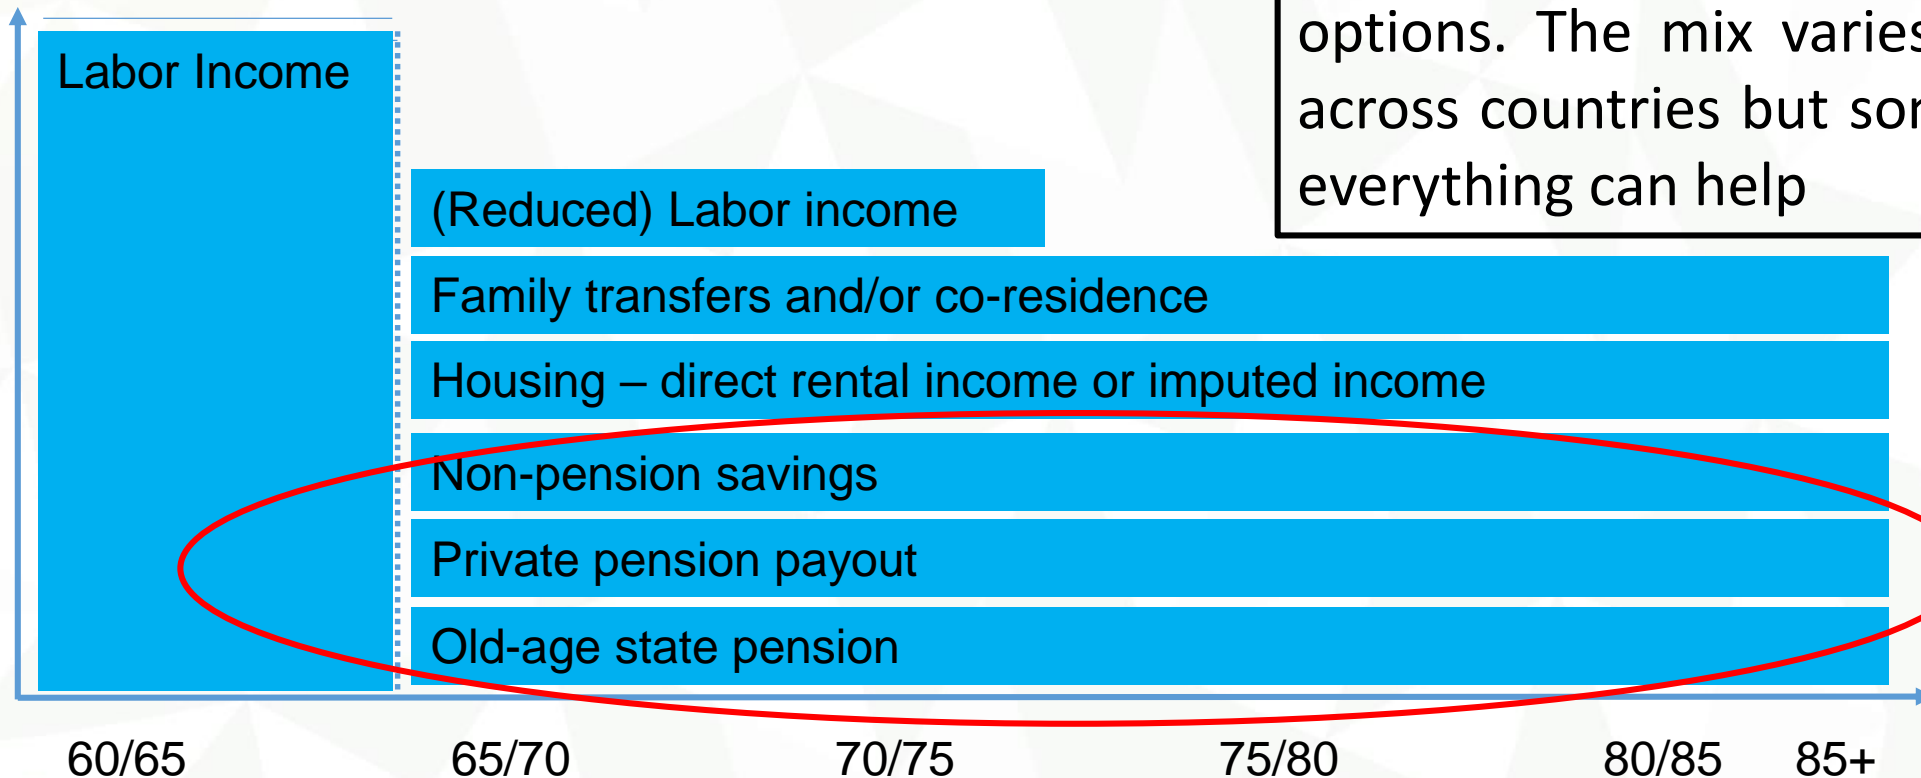 options. The mix varies
across countries but
everything can help
Labor Income
(Reduced) Labor income
Family transfers and/or co-residence
Housing – direct rental income or imputed income
Non-pension savings
Private pension payout
Old-age state pension
60/65 65/70 70/75 75/80 80/85 85+